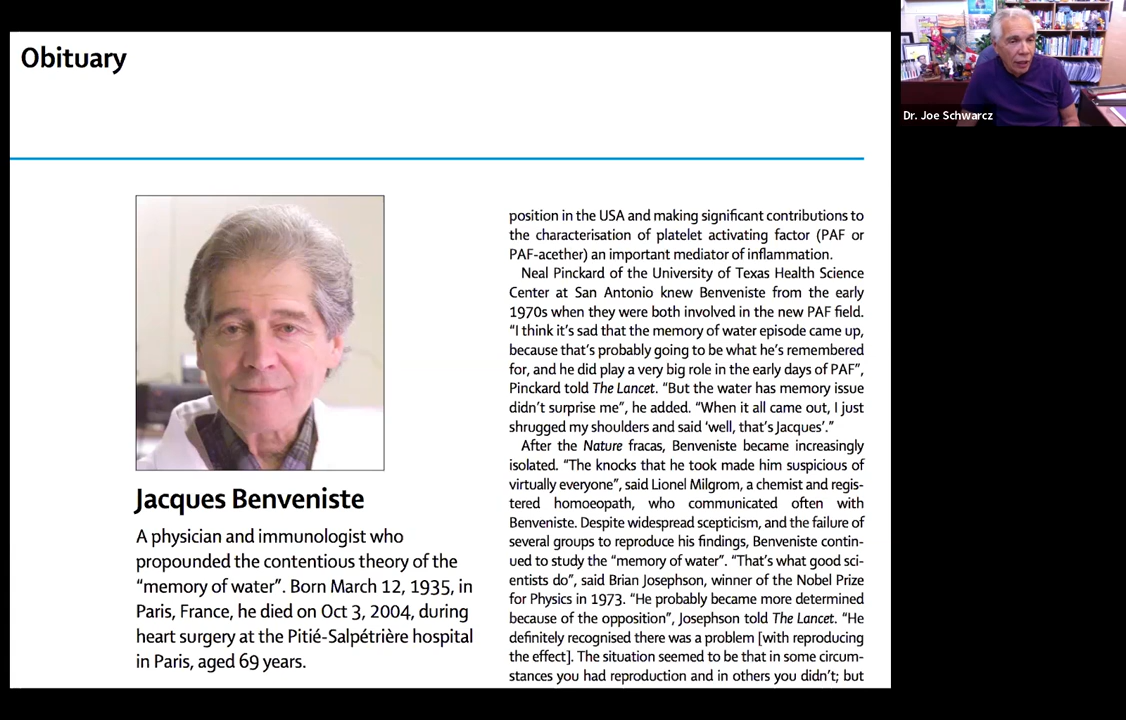 Obituary
Dr. Joe Schwarcz
Jacques Benveniste
A physician and immunologist who
propounded the contentious theory of the
“memory of water”. Born March 12, 1935, in
Paris, France, he died on Oct 3, 2004, during
heart surgery at the Pitié-Salpétrière hospital
in Paris, aged 69 years.
position in the USA and making significant contributions to
the characterisation of platelet activating factor (PAF or
PAF-acether) an important mediator of inflammation.
Neal Pinckard of the University of Texas Health Science
Center at San Antonio knew Benveniste from the early
1970s when they were both involved in the new PAF field.
“I think it’s sad that the memory of water episode came up,
because that’s probably going to be what he’s remembered
for, and he did play a very big role in the early days of PAF”,
Pinckard told The Lancet. “But the water has memory issue
didn’t surprise me”, he added. “When it all came out, I just
shrugged my shoulders and said ‘well, that’s Jacques’.”
After the Nature fracas, Benveniste became increasingly
isolated. “The knocks that he took made him suspicious of
virtually everyone”, said Lionel Milgrom, a chemist and regis-
tered homoeopath, who communicated often with
Benveniste. Despite widespread scepticism, and the failure of
several groups to reproduce his findings, Benveniste contin-
ued to study the “memory of water”. “That’s what good sci-
entists do”, said Brian Josephson, winner of the Nobel Prize
for Physics in 1973. “He probably became more determined
because of the opposition”, Josephson told The Lancet. “He
definitely recognised there was a problem [with reproducing
the effect]. The situation seemed to be that in some circum-
stances you had reproduction and in others you didn’t; but